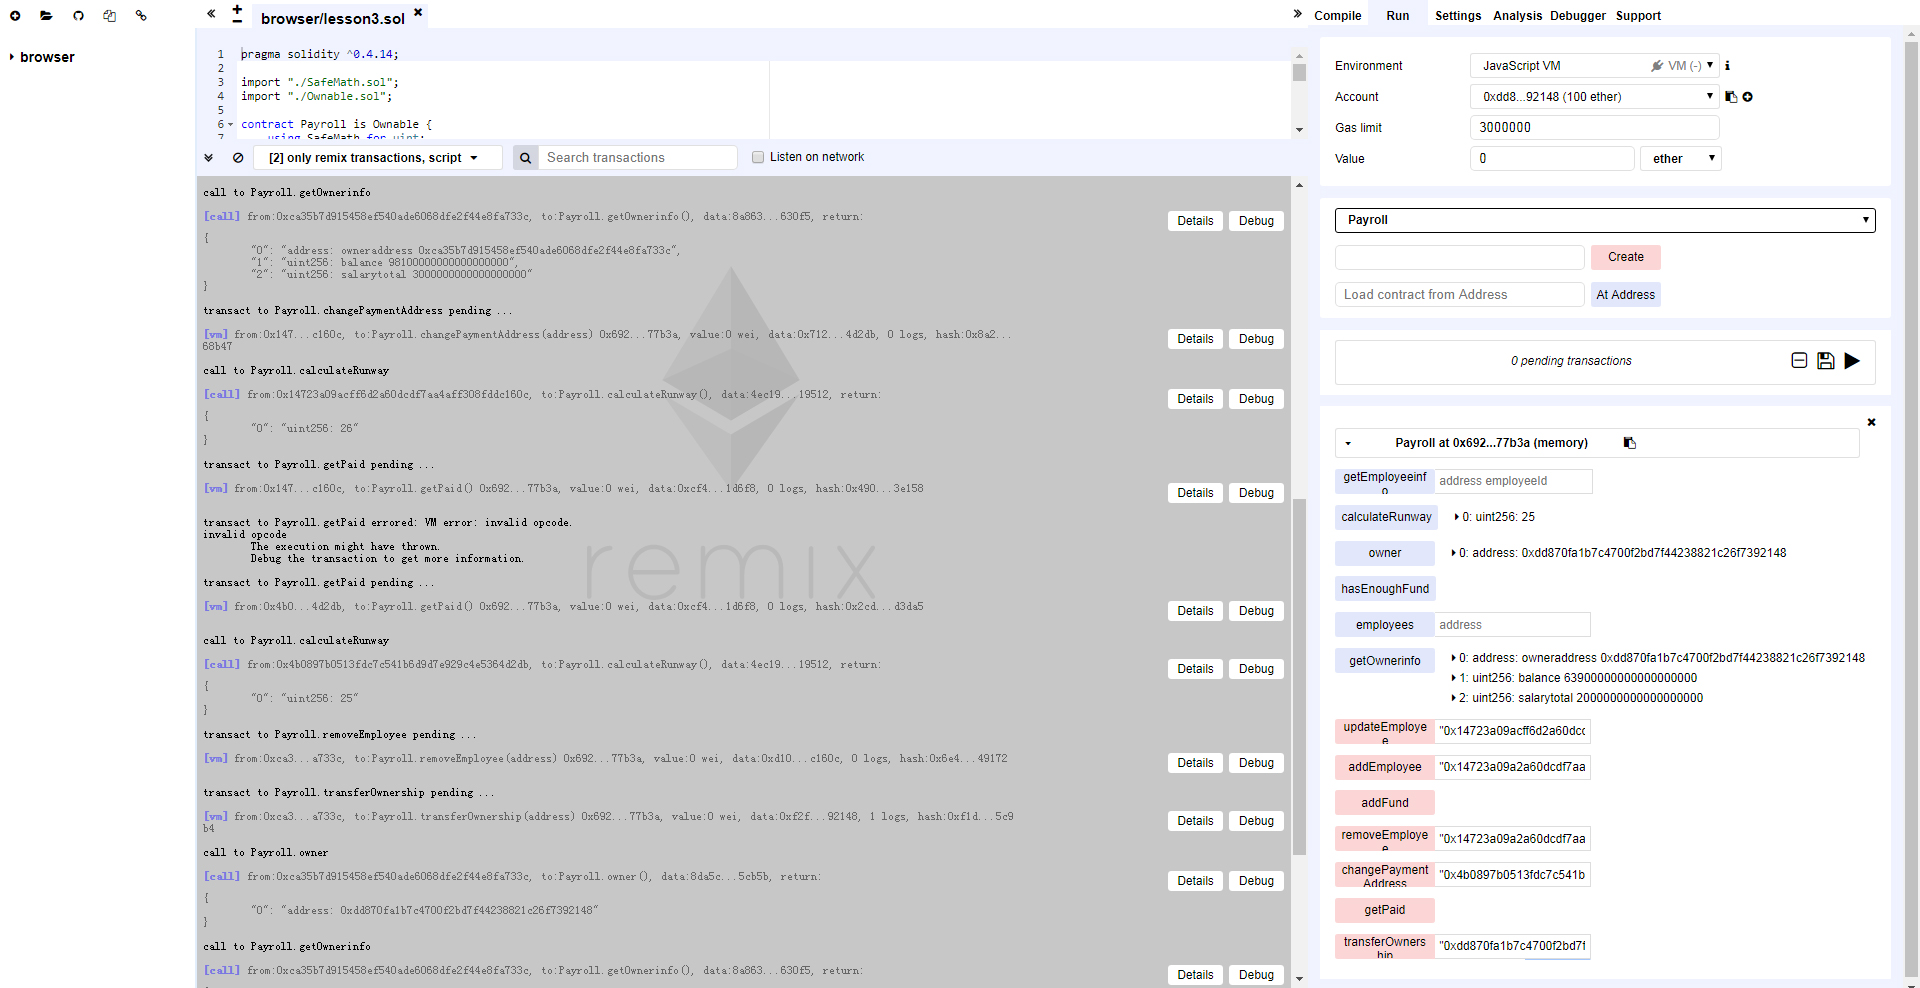 browser
browser/lesson3.sol
1 pragma solidity ^0.4.14;
2
3 import "./SafeMath.sol";
4 import "./Ownable.sol";
5
6 contract Payroll is Ownable {
7 using SafeMath for uint;
[2] only remix transactions, script
Search transactions
Listen on network
call to Payroll.getOwnerinfo
[call] from:0xca35b7d915458ef540ade6068dfe2f44e8fa733c, to:Payroll.getOwnerinfo(), data:8a863...630f5, return:
Details Debug
{
"0": "address: owneraddress 0xca35b7d915458ef540ade6068dfe2f44e8fa733c",
"1": "uint256: balance 98100000000000000000",
"2": "uint256: salarytotal 3000000000000000000"
}
transact to Payroll.changePaymentAddress pending ...
[vm] from:0x147...c160c, to:Payroll.changePaymentAddress(address) 0x692...77b3a, value:0 wei, data:0x712...4d2db, 0 logs, hash:0x8a2...
68b47
Details Debug
call to Payroll.calculateRunway
[call] from:0x14723a09acff6d2a60dcdf7aa4aff308fddc160c, to:Payroll.calculateRunway(), data:4ec19...19512, return:
Details Debug
{
"0": "uint256: 26"
}
transact to Payroll.getPaid pending ...
[vm] from:0x147...c160c, to:Payroll.getPaid() 0x692...77b3a, value:0 wei, data:0xcf4...1d6f8, 0 logs, hash:0x490...3e158
Details Debug
transact to Payroll.getPaid errored: VM error: invalid opcode.
invalid opcode
The execution might have thrown.
Debug the transaction to get more information.
remix
transact to Payroll.getPaid pending ...
[vm] from:0x4b0...4d2db, to:Payroll.getPaid() 0x692...77b3a, value:0 wei, data:0xcf4...1d6f8, 0 logs, hash:0x2cd...d3da5
Details Debug
call to Payroll.calculateRunway
[call] from:0x4b0897b0513fdc7c541b6d9d7e929c4e5364d2db, to:Payroll.calculateRunway(), data:4ec19...19512, return:
Details Debug
{
"0": "uint256: 25"
}
transact to Payroll.removeEmployee pending ...
[vm] from:0xca3...a733c, to:Payroll.removeEmployee(address) 0x692...77b3a, value:0 wei, data:0xd10...c160c, 0 logs, hash:0x6e4...49172
Details Debug
transact to Payroll.transferOwnership pending ...
[vm] from:0xca3...a733c, to:Payroll.transferOwnership(address) 0x692...77b3a, value:0 wei, data:0xf2f...92148, 1 logs, hash:0xf1d...5c9
b4
Details Debug
call to Payroll.owner
[call] from:0xca35b7d915458ef540ade6068dfe2f44e8fa733c, to:Payroll.owner(), data:8da5c...5cb5b, return:
Details Debug
{
"0": "address: 0xdd870fa1b7c4700f2bd7f44238821c26f7392148"
}
call to Payroll.getOwnerinfo
[call] from:0xca35b7d915458ef540ade6068dfe2f44e8fa733c, to:Payroll.getOwnerinfo(), data:8a863...630f5, return:
Details Debug
Compile Run Settings Analysis Debugger Support
Environment JavaScript VM VM (-)
Account 0xdd8...92148 (100 ether)
Gas limit 3000000
Value 0 ether
Payroll
Create
Load contract from Address At Address
0 pending transactions
Payroll at 0x692...77b3a (memory)
getEmployeeinfo address employeeId
calculateRunway 0: uint256: 25
owner 0: address: 0xdd870fa1b7c4700f2bd7f44238821c26f7392148
hasEnoughFund
employees address
getOwnerinfo 0: address: owneraddress 0xdd870fa1b7c4700f2bd7f44238821c26f7392148
1: uint256: balance 63900000000000000000
2: uint256: salarytotal 2000000000000000000
updateEmployee "0x14723a09acff6d2a60dcc
addEmployee "0x14723a09a2a60dcdf7aa
addFund
removeEmployee "0x14723a09a2a60dcdf7aa
changePaymentAddress "0x4b0897b0513fdc7c541b
getPaid
transferOwnership "0xdd870fa1b7c4700f2bd7f